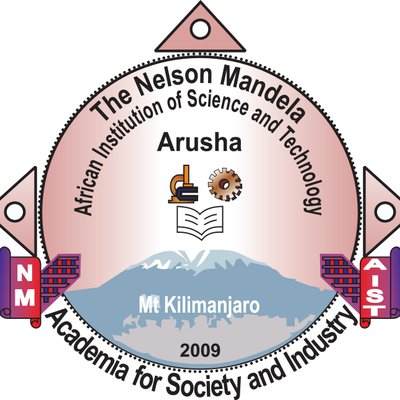 The Nelson Mandela
African Institution of Science and Technology
Arusha
NM
AIST
Mt Kilimanjaro
2009
Academia for Society and Industry